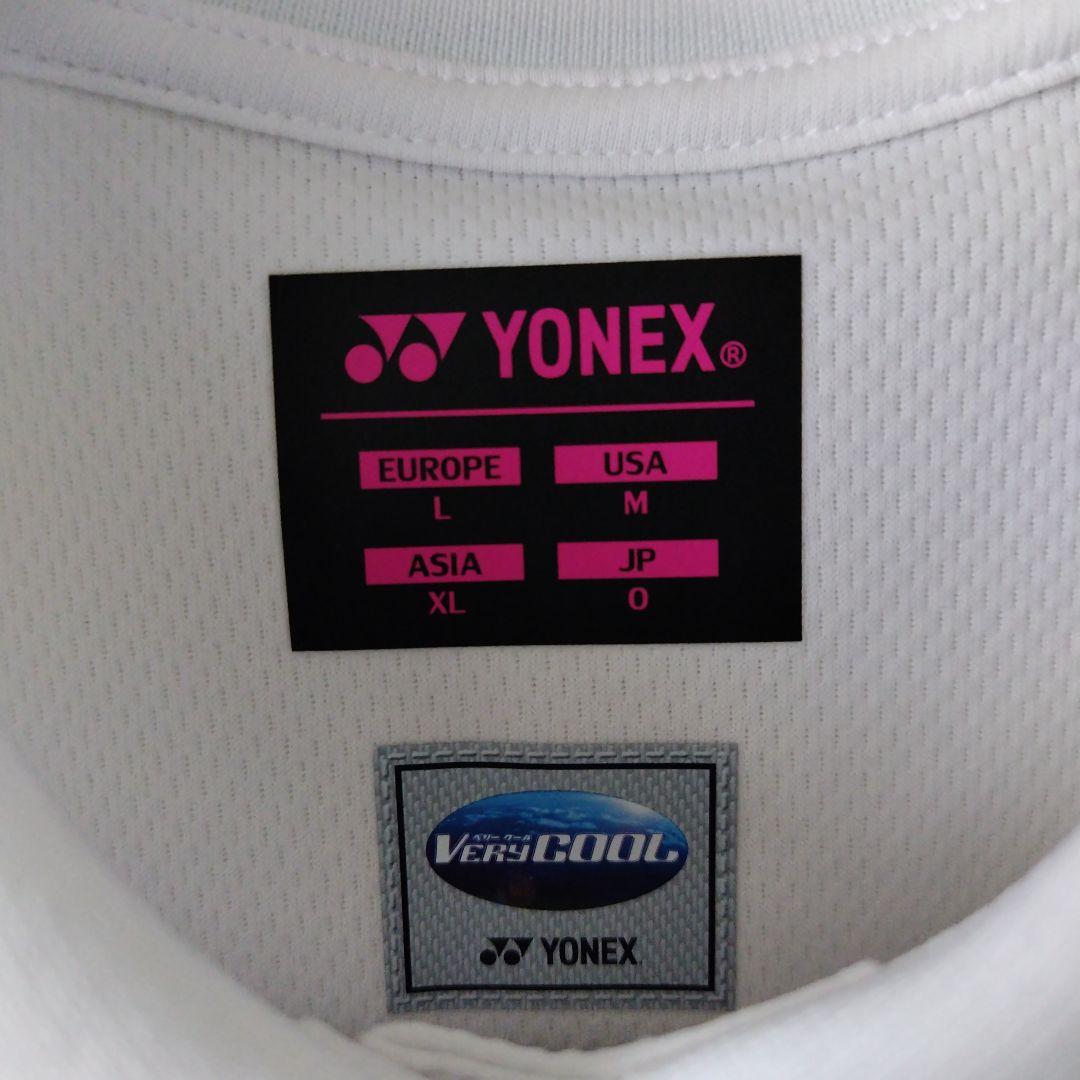 YONEX®
EUROPE USA
L M
ASIA JP
XL O
ベリー クール
VERYCOOL
YONEX